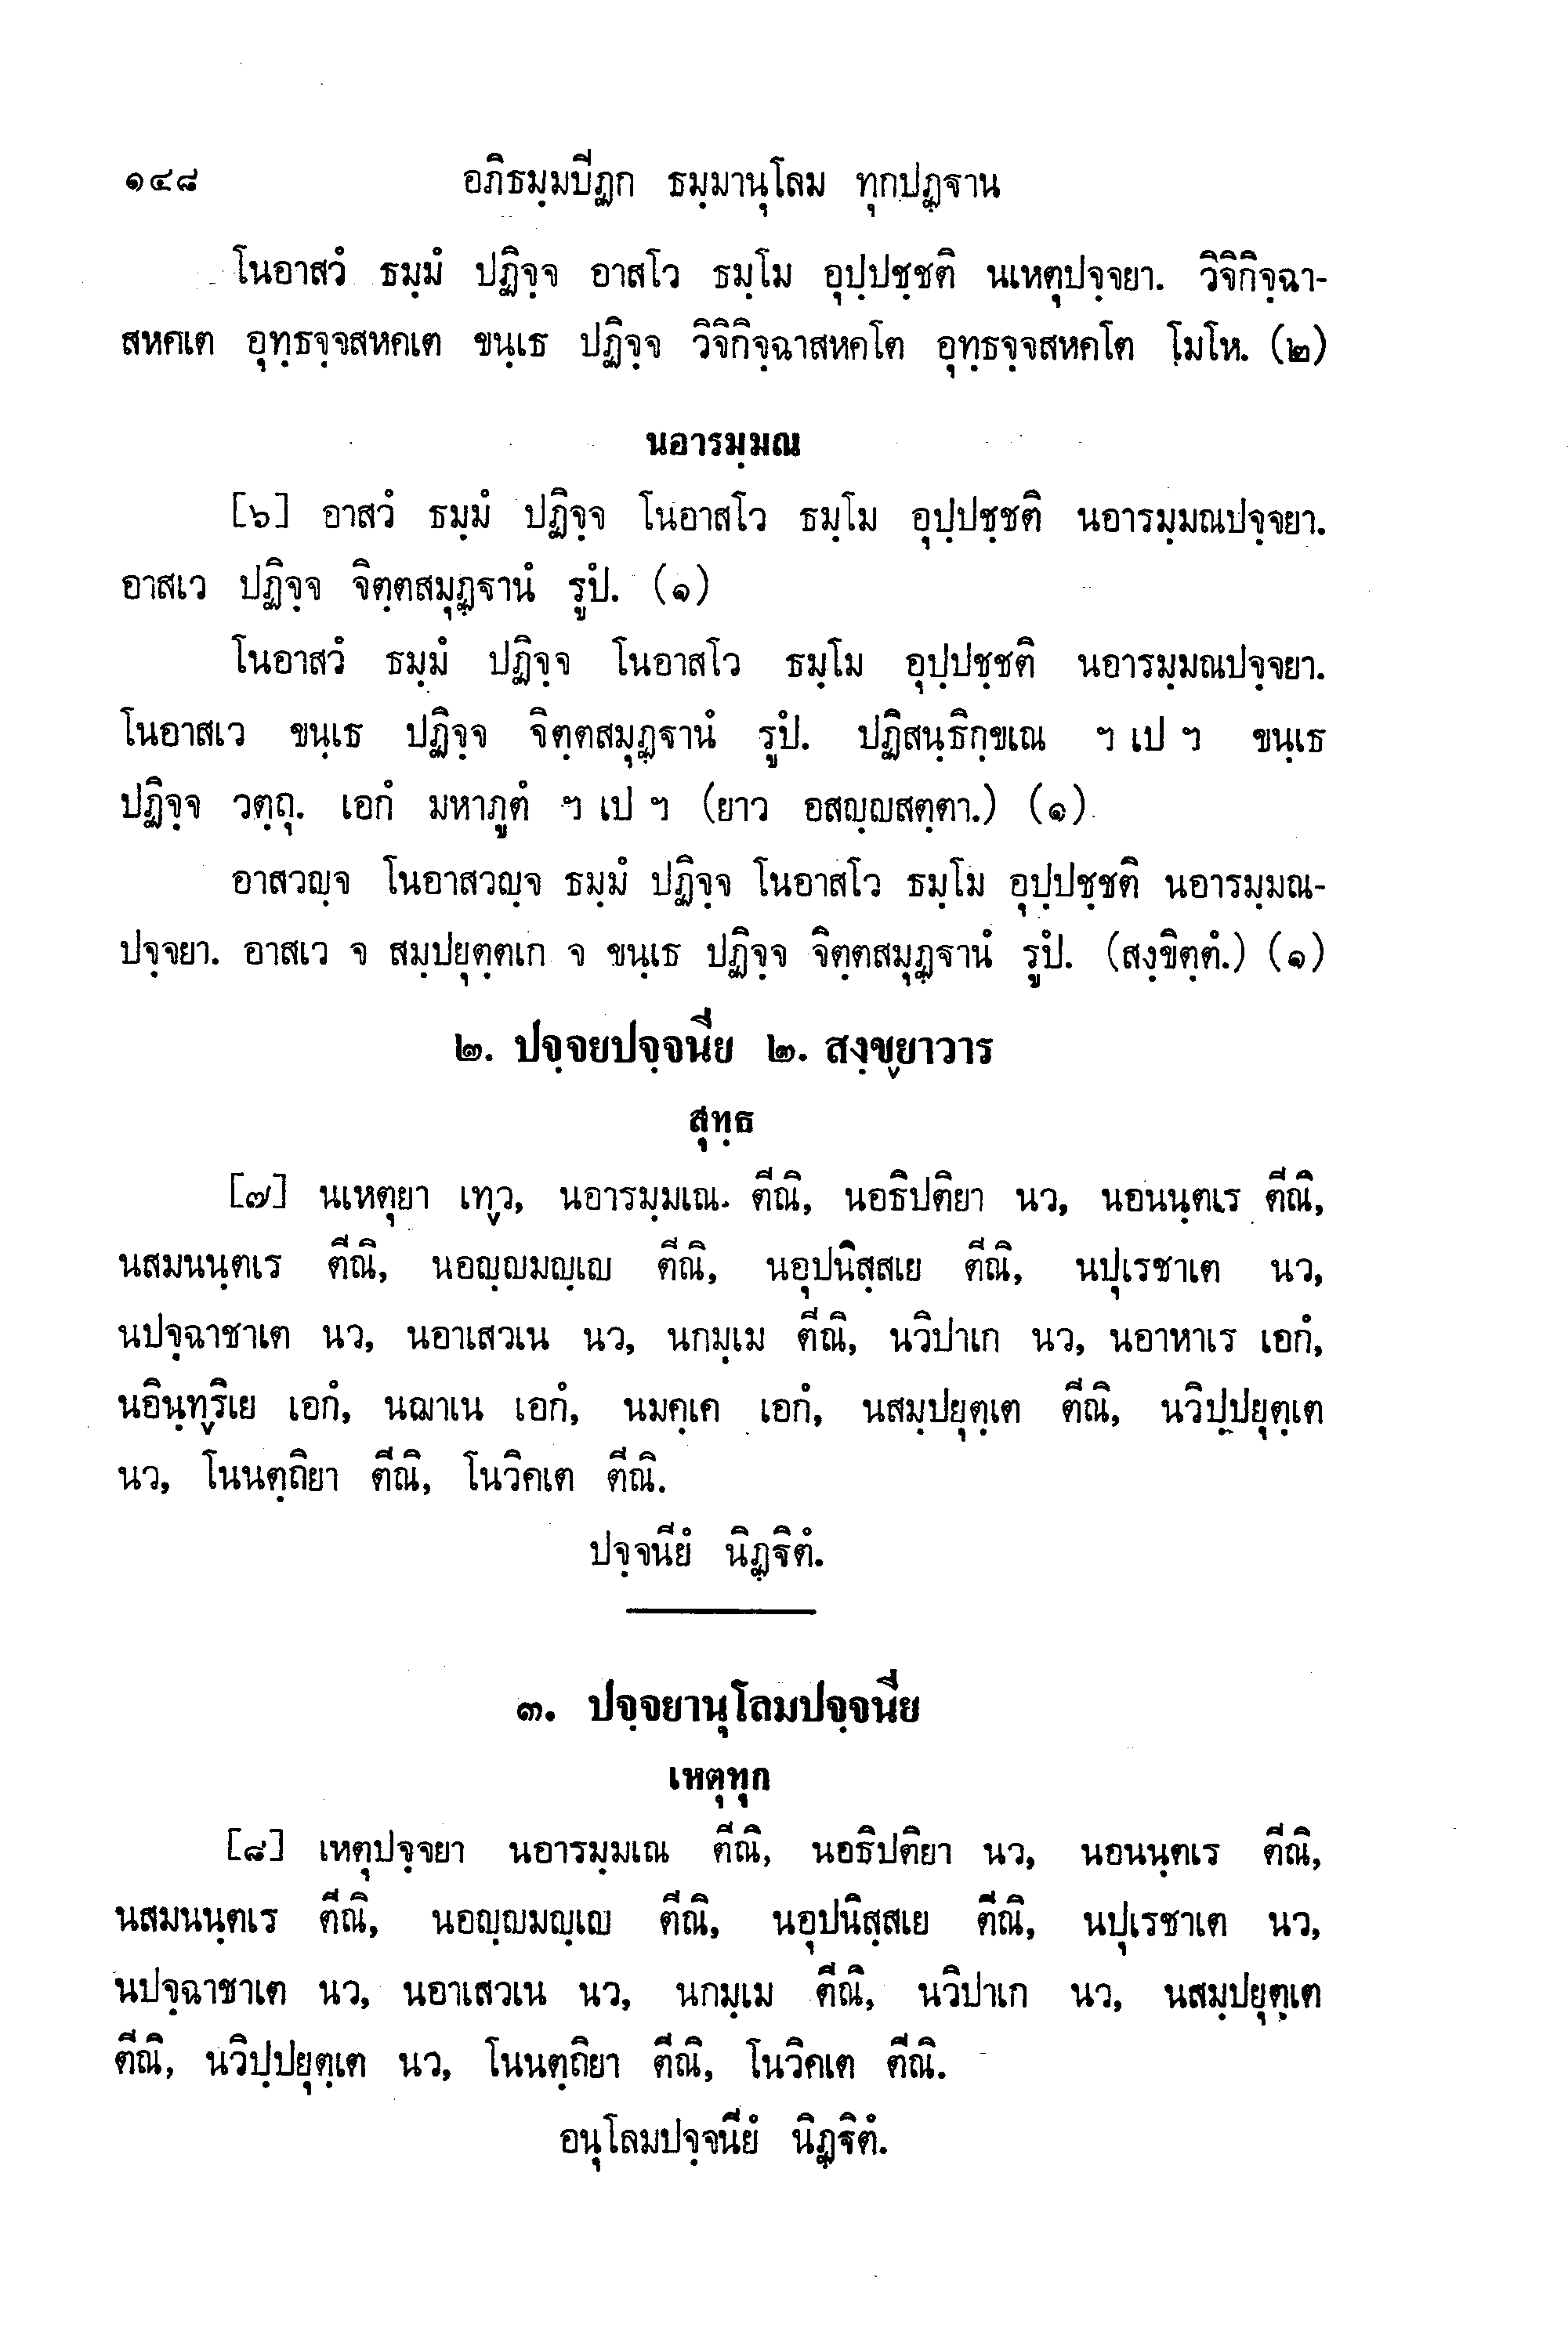 ๑๔๘ อภิธมฺมปีฏก ธมฺมานุโลม ทุกปฏฺฐาน
โนอาสวํ ธมฺมํ ปฏิจฺจ อาสโว ธมฺโม อุปฺปชฺชติ นเหตุปจฺจยา. วิจิกิจฺฉา-
สหคเต อุทฺธจฺจสหคเต ขนฺเธ ปฏิจฺจ วิจิกิจฺฉาสหคโต อุทฺธจฺจสหคโต โมโห. (๒)
นอารมฺมณ
[๖] อาสวํ ธมฺมํ ปฏิจฺจ โนอาสโว ธมฺโม อุปฺปชฺชติ นอารมฺมณปจฺจยา.
อาสเว ปฏิจฺจ จิตฺตสมุฏฺฐานํ รูปํ. (๑)
โนอาสวํ ธมฺมํ ปฏิจฺจ โนอาสโว ธมฺโม อุปฺปชฺชติ นอารมฺมณปจฺจยา.
โนอาสเว ขนฺเธ ปฏิจฺจ จิตฺตสมุฏฺฐานํ รูปํ. ปฏิสนฺธิกฺขเณ ฯ เป ฯ ขนฺเธ
ปฏิจฺจ วตฺถุ. เอกํ มหาภูตํ ฯ เป ฯ (ยาว อสญฺญสตฺตา.) (๑)
อาสวญฺจ โนอาสวญฺจ ธมฺมํ ปฏิจฺจ โนอาสโว ธมฺโม อุปฺปชฺชติ นอารมฺมณ-
ปจฺจยา. อาสเว จ สมฺปยุตฺตเก จ ขนฺเธ ปฏิจฺจ จิตฺตสมุฏฺฐานํ รูปํ. (สงฺขิตฺตํ.) (๑)
๒. ปจฺจยปจฺจนีย ๒. สงฺขฺยาวาร
สุทฺธ
[๗] นเหตุยา เทฺว, นอารมฺมเณ ตีณิ, นอธิปติยา นว, นอนนฺตเร ตีณิ,
นสมนนฺตเร ตีณิ, นอญฺญมญฺเญ ตีณิ, นอุปนิสฺสเย ตีณิ, นปุเรชาเต นว,
นปจฺฉาชาเต นว, นอาเสวเน นว, นกมฺเม ตีณิ, นวิปาเก นว, นอาหาเร เอกํ,
นอินฺทฺริเย เอกํ, นฌาเน เอกํ, นมคฺเค เอกํ, นสมฺปยุตฺเต ตีณิ, นวิปฺปยุตฺเต
นว, โนนตฺถิยา ตีณิ, โนวิคเต ตีณิ.
ปจฺจนียํ นิฏฺฐิตํ.
๓. ปจฺจยานุโลมปจฺจนีย
เหตุทุก
[๘] เหตุปจฺจยา นอารมฺมเณ ตีณิ, นอธิปติยา นว, นอนนฺตเร ตีณิ,
นสมนนฺตเร ตีณิ, นอญฺญมญฺเญ ตีณิ, นอุปนิสฺสเย ตีณิ, นปุเรชาเต นว,
นปจฺฉาชาเต นว, นอาเสวเน นว, นกมฺเม ตีณิ, นวิปาเก นว, นสมฺปยุตฺเต
ตีณิ, นวิปฺปยุตฺเต นว, โนนตฺถิยา ตีณิ, โนวิคเต ตีณิ.
อนุโลมปจฺจนียํ นิฏฺฐิตํ.